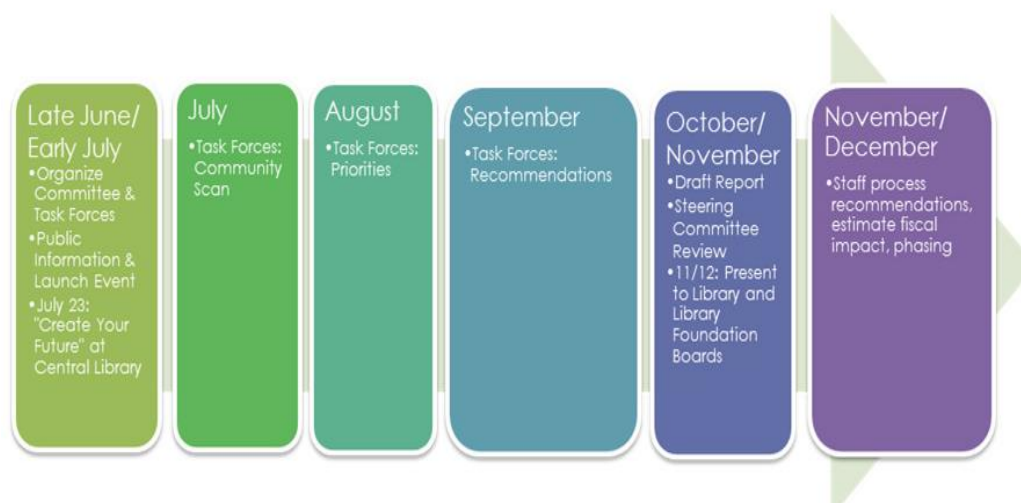 Late June/
Early July
•Organize
Committee &
Task Forces
•Public
Information &
Launch Event
•July 23:
"Create Your
Future" at
Central Library
July
•Task Forces:
Community
Scan
August
•Task Forces:
Priorities
September
•Task Forces:
Recommendations
October/
November
•Draft Report
•Steering
Committee
Review
•11/12: Present
to Library and
Library
Foundation
Boards
November/
December
•Staff process
recommendations,
estimate fiscal
impact, phasing